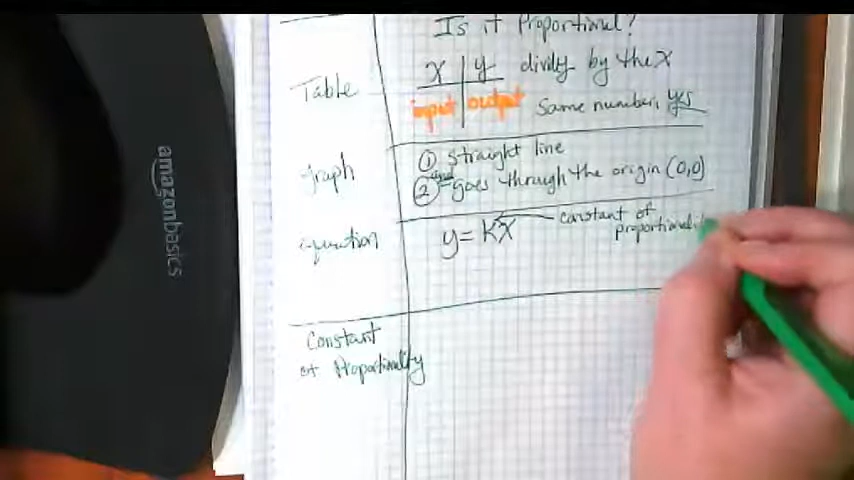 Is it Proportional?
Table
x y divide by the x
input output Same number, yes
graph
① straight line
and
② goes through the origin (0,0)
equation
y = kx
constant of
proportionality
Constant
of Proportionality
amazonbasics